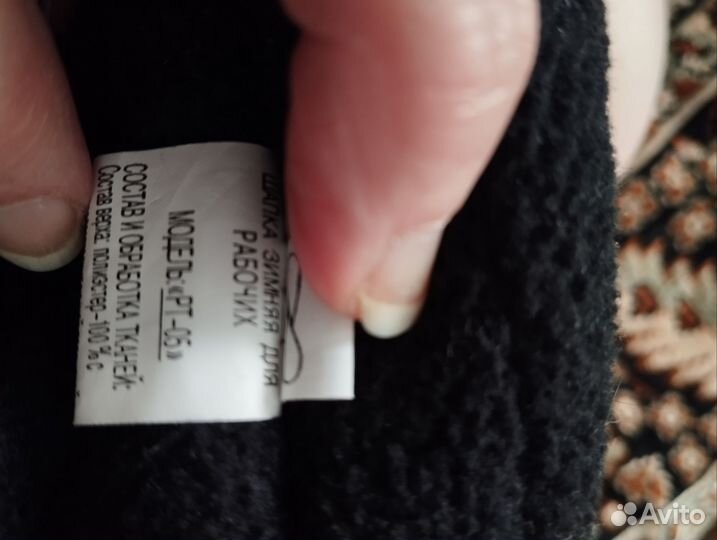 ШАПКА ЗИМНЯЯ ДЛЯ
РАБОЧИХ
МОДЕЛЬ: «РТ-05»
СОСТАВ И ОБРАБОТКА ТКАНЕЙ:
Состав верха: полиэстер-100 % с
Avito